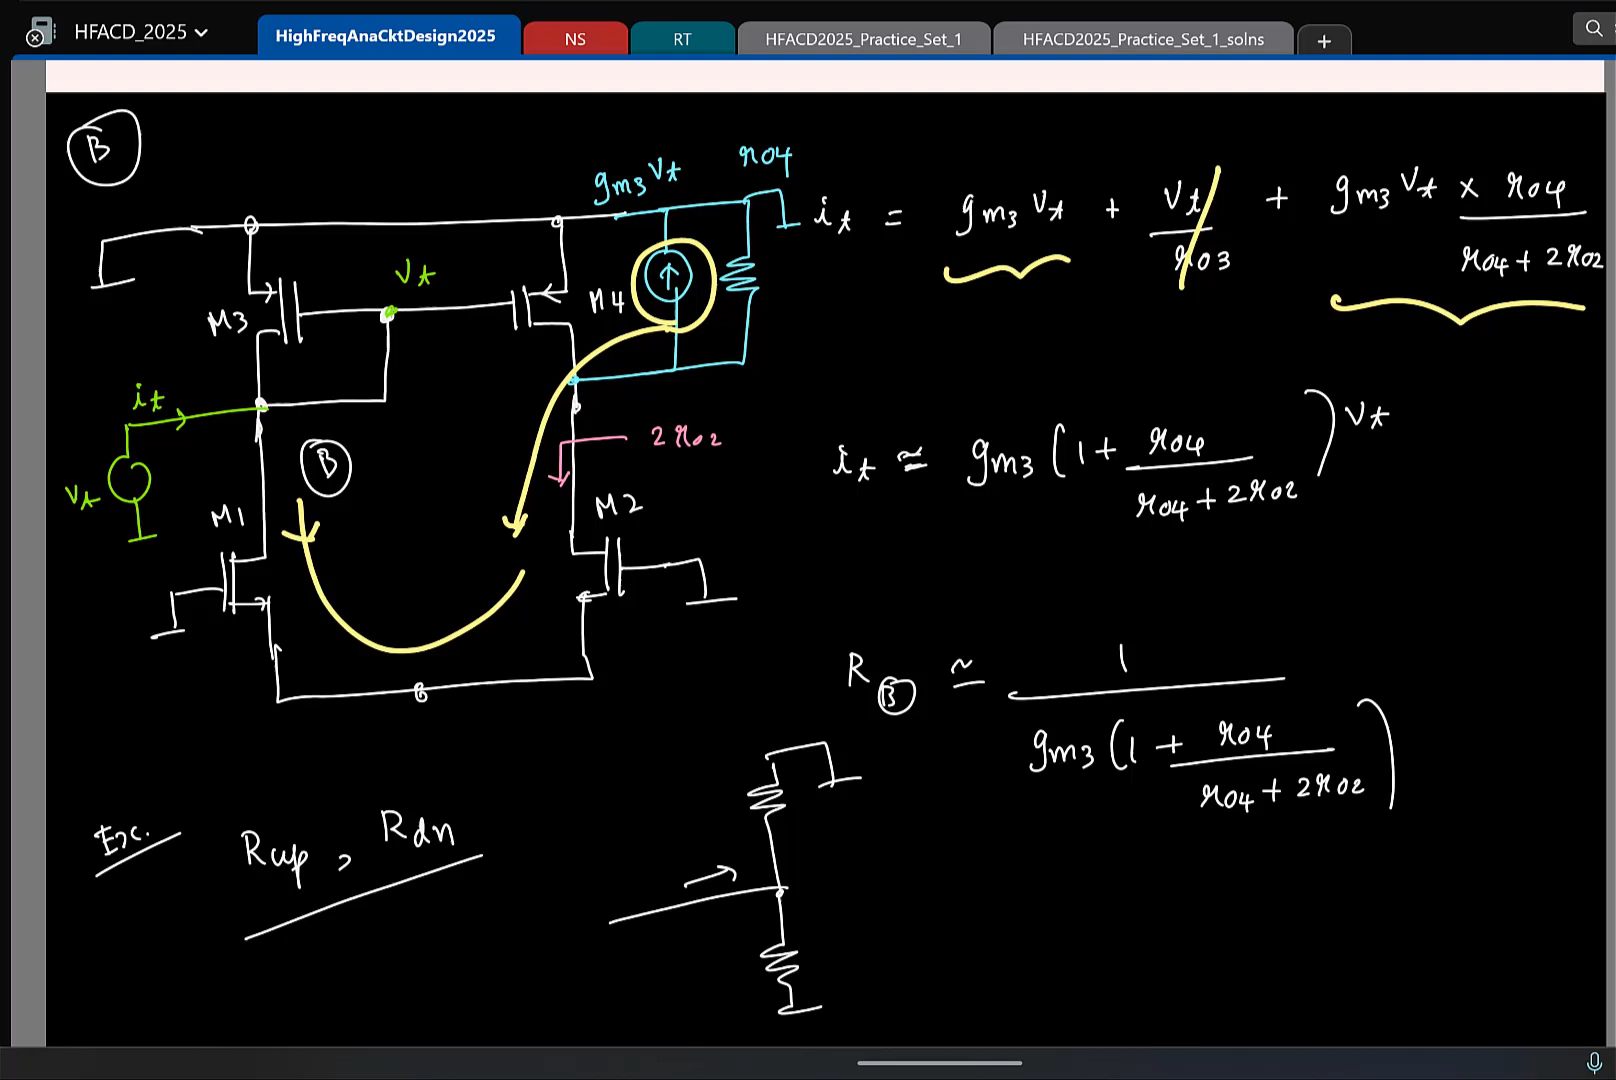 HFACD_2025
HighFreqAnaCktDesign2025
NS
RT
HFACD2025_Practice_Set_1
HFACD2025_Practice_Set_1_solns
+
B
gm3 Vt
ro4
it = gm3 Vt + Vt/ro3 + gm3 Vt × ro4/(ro4 + 2ro2)
Vt
M3
M4
it
B
2ro2
it ≃ gm3 (1 + ro4/(ro4 + 2ro2)) Vt
Vt
M1
M2
R B ≃ 1/(gm3 (1 + ro4/(ro4 + 2ro2)))
Exc.
Rup, Rdn